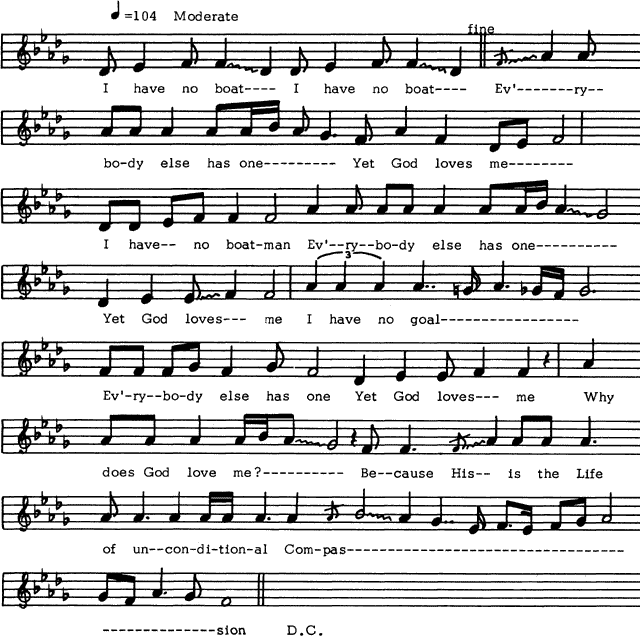 =104 Moderate
fine
I have no boat---- I have no boat---- Ev'-------ry--
bo-dy else has one--------- Yet God loves me--------
I have-- no boat-man Ev'--ry--bo-dy else has one----------
3
Yet God loves--- me I have no goal-----------------
Ev'-ry--bo-dy else has one Yet God loves--- me Why
does God love me?---------- Be--cause His-- is the Life
of un--con-di-tion-al Com-pas----------------------------------
--------------sion D.C.